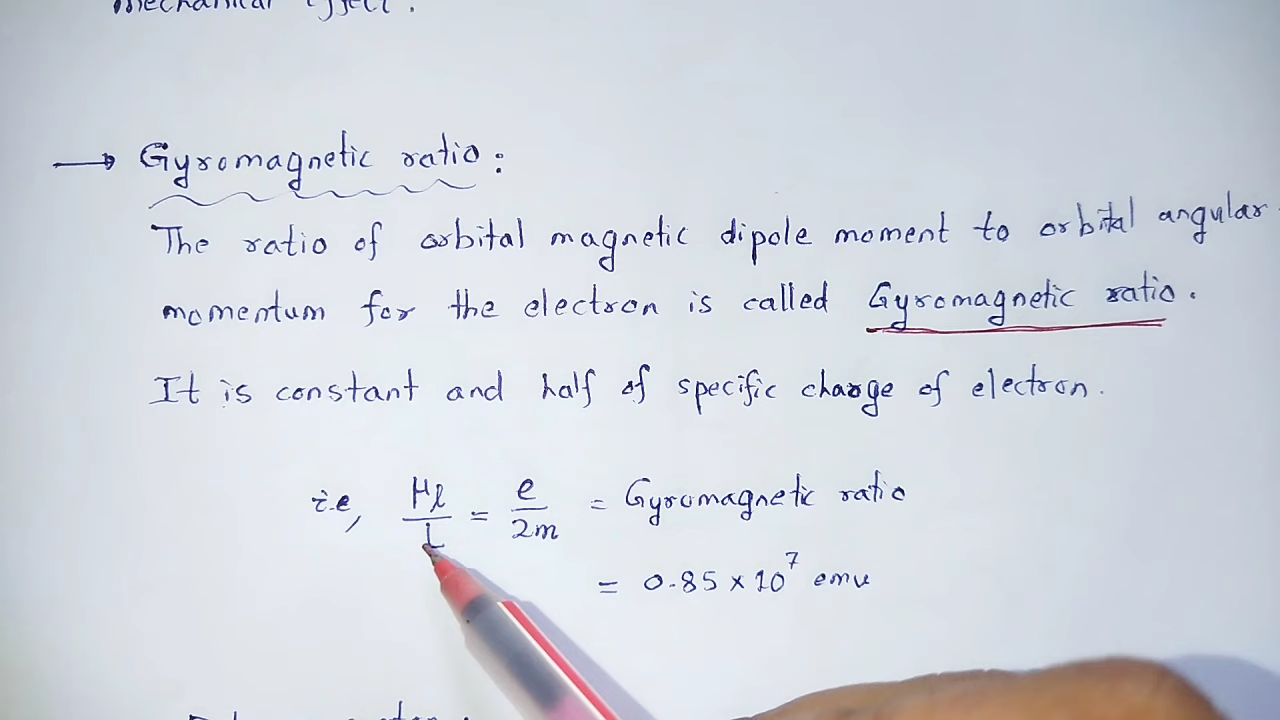 Mechanical Effect.
→ Gyromagnetic ratio:
The ratio of orbital magnetic dipole moment to orbital angular
momentum for the electron is called Gyromagnetic ratio.
It is constant and half of specific charge of electron.
i.e, μl/L = e/2m = Gyromagnetic ratio
= 0.85 × 10⁷ emu